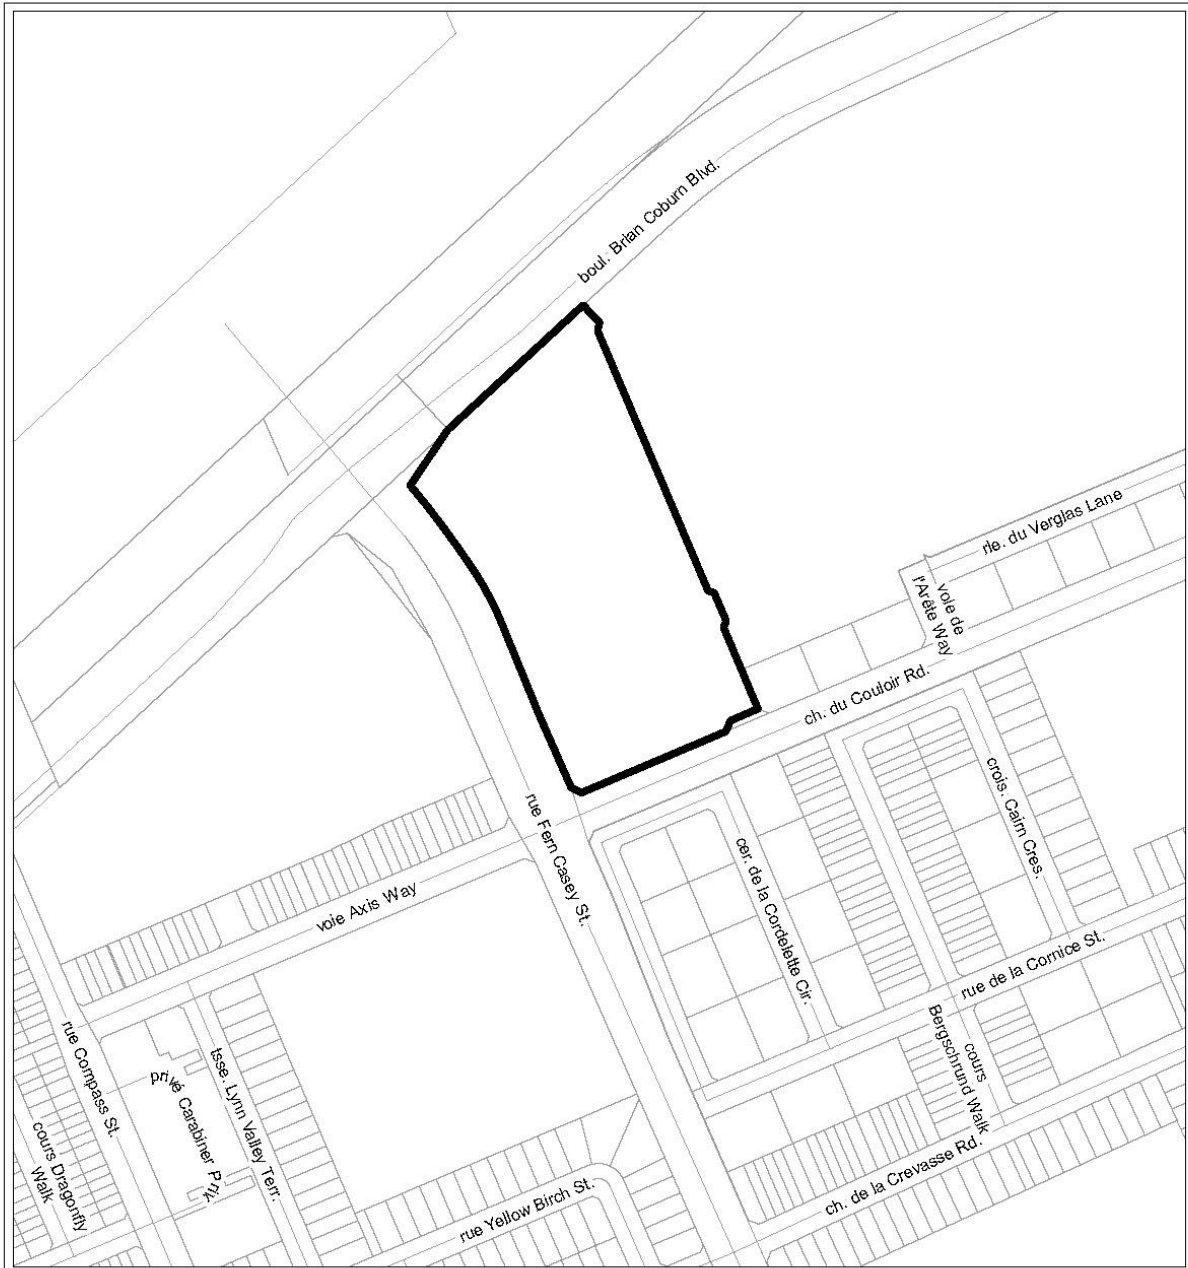 boul. Brian Coburn Blvd.
rle. du Verglas Lane
voie de
l'Arête Way
ch. du Couloir Rd.
crois. Cairn Cres.
rue Fern Casey St.
cer. de la Cordelette Cir.
voie Axis Way
rue de la Cornice St.
cours
Bergschrund Walk
rue Compass St.
tsse. Lynn Valley Terr.
privé Carabiner Priv
cours Dragonfly
Walk
ch. de la Crevasse Rd.
rue Yellow Birch St.